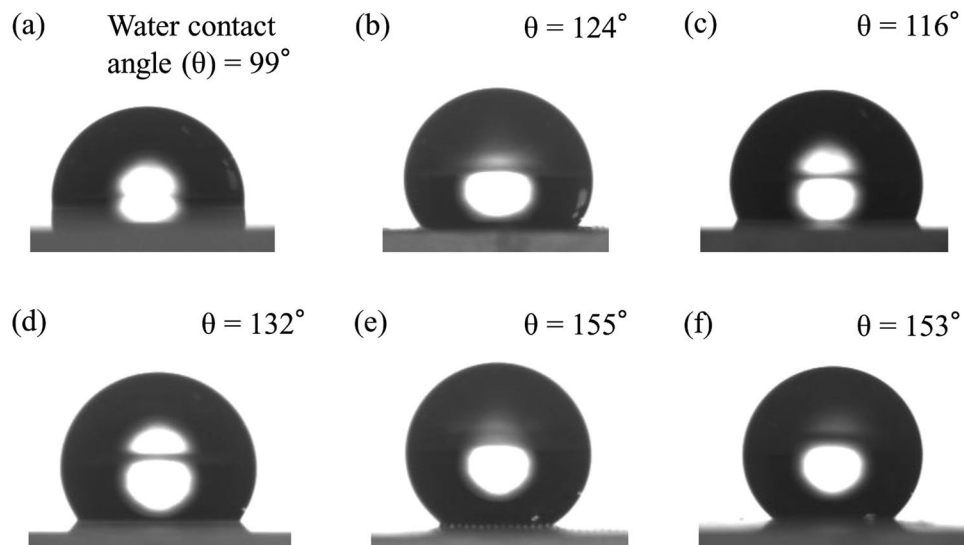 (a) Water contact
angle (θ) = 99°
(b) θ = 124°
(c) θ = 116°
(d) θ = 132°
(e) θ = 155°
(f) θ = 153°